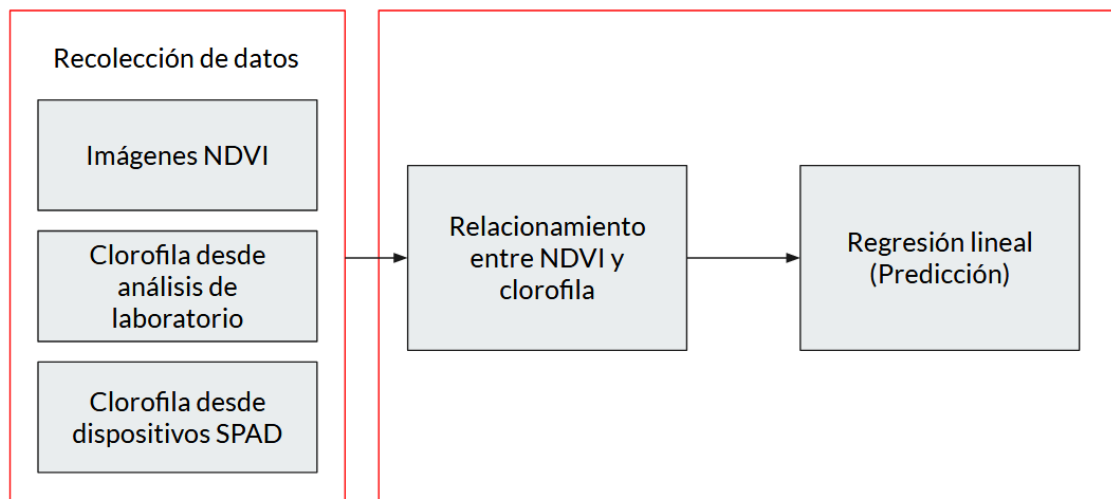 Recolección de datos
Imágenes NDVI
Clorofila desde
análisis de
laboratorio
Clorofila desde
dispositivos SPAD
Relacionamiento
entre NDVI y
clorofila
Regresión lineal
(Predicción)